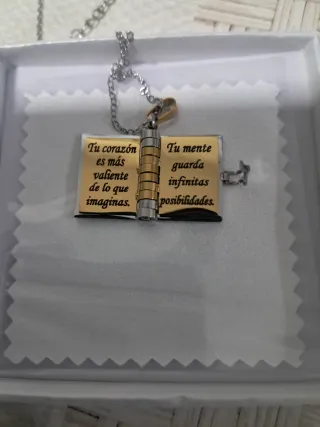 Tu corazón
es más
valiente
de lo que
imaginas.
Tu mente
guarda
infinitas
posibilidades.